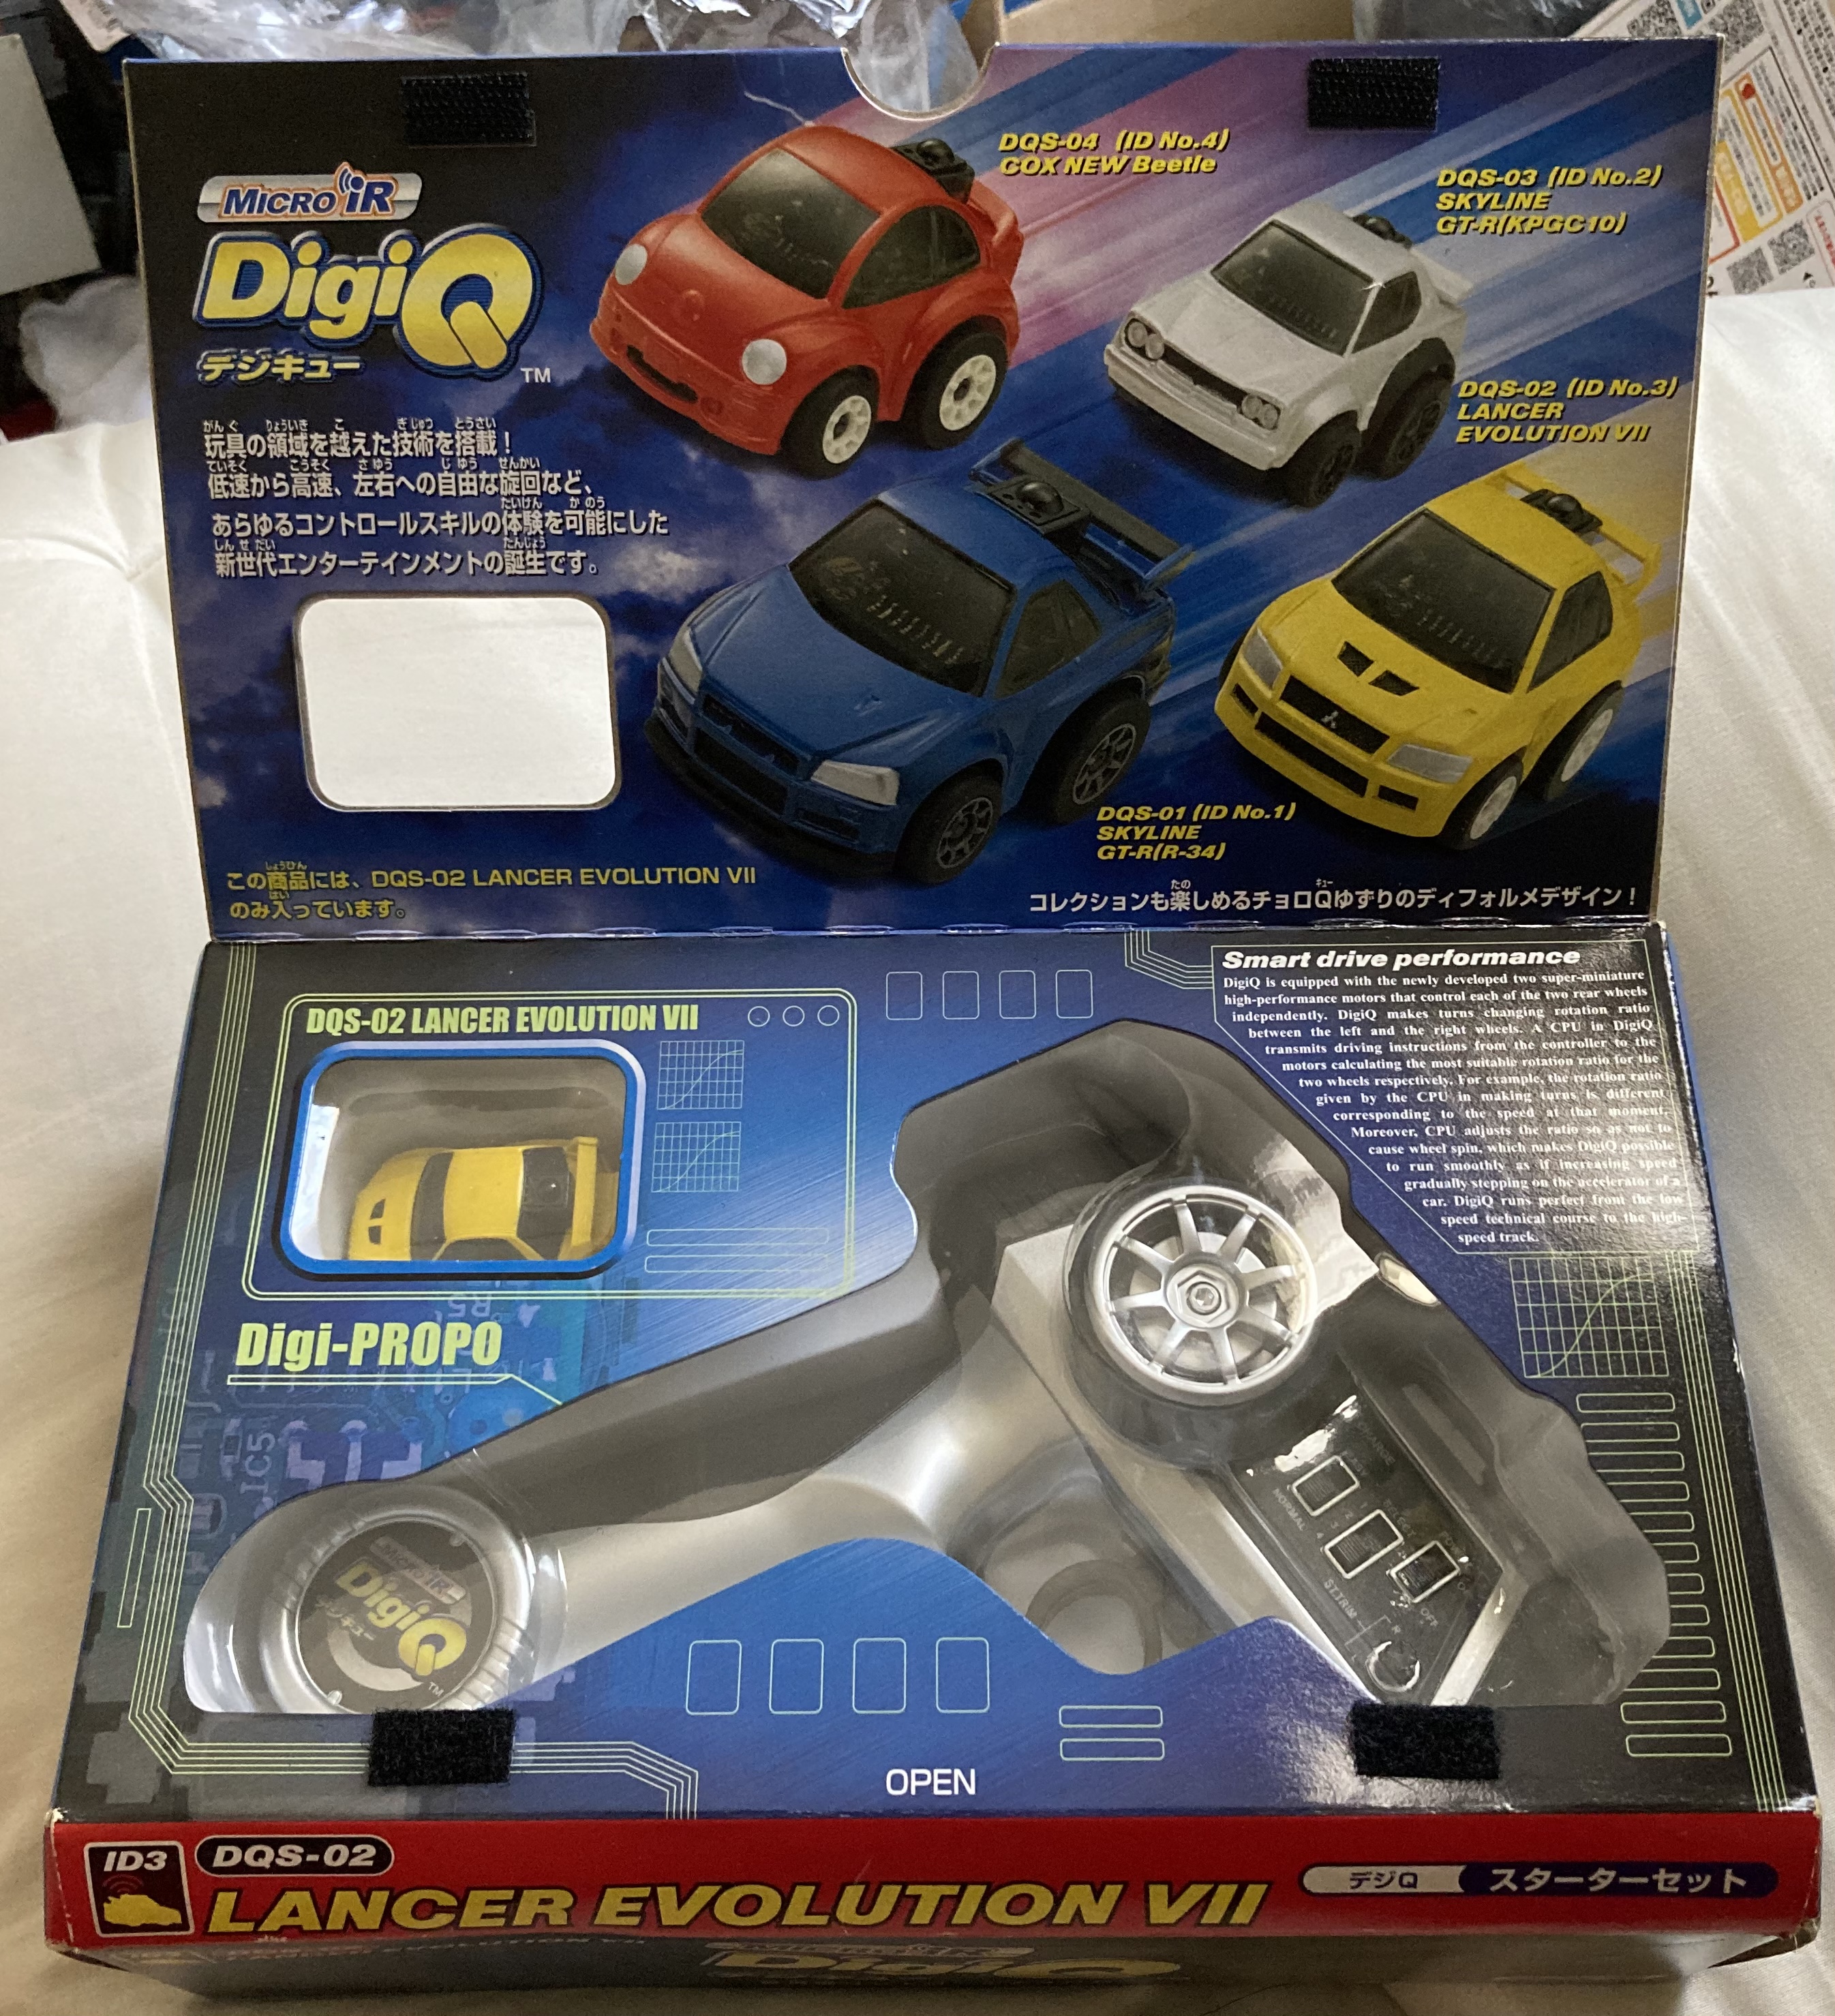 MICRO iR
DigiQ
デジキュー
TM
玩具の領域を越えた技術を搭載！
低速から高速、左右への自由な旋回など、
あらゆるコントロールスキルの体験を可能にした
新世代エンターテインメントの誕生です。
DQS-04 (ID No.4)
COX NEW Beetle
DQS-03 (ID No.2)
SKYLINE
GT-R(KPGC10)
DQS-02 (ID No.3)
LANCER
EVOLUTION VII
DQS-01 (ID No.1)
SKYLINE
GT-R(R-34)
この商品には、DQS-02 LANCER EVOLUTION VII
のみ入っています。
コレクションも楽しめるチョロQゆずりのディフォルメデザイン！
DQS-02 LANCER EVOLUTION VII
Smart drive performance
DigiQ is equipped with the newly developed two super-miniature
high-performance motors that control each of the two rear wheels
independently. DigiQ makes turns changing rotation ratio
between the left and the right wheels. A CPU in DigiQ
transmits driving instructions from the controller to the
motors calculating the most suitable rotation ratio for the
two wheels respectively. For example, the rotation ratio
given by the CPU in making turns is different
corresponding to the speed at that moment.
Moreover, CPU adjusts the ratio so as not to
cause wheel spin, which makes DigiQ possible
to run smoothly as if increasing speed
gradually stepping on the accelerator of a
car. DigiQ runs perfect from the low
speed technical course to the high-
speed track.
R5
Digi-PROPO
IC5
MICRO iR
DigiQ
デジキュー
TM
NORMAL
ST.TRIM
OFF
OPEN
ID3
DQS-02
LANCER EVOLUTION VII
デジQ スターターセット
DigiQ